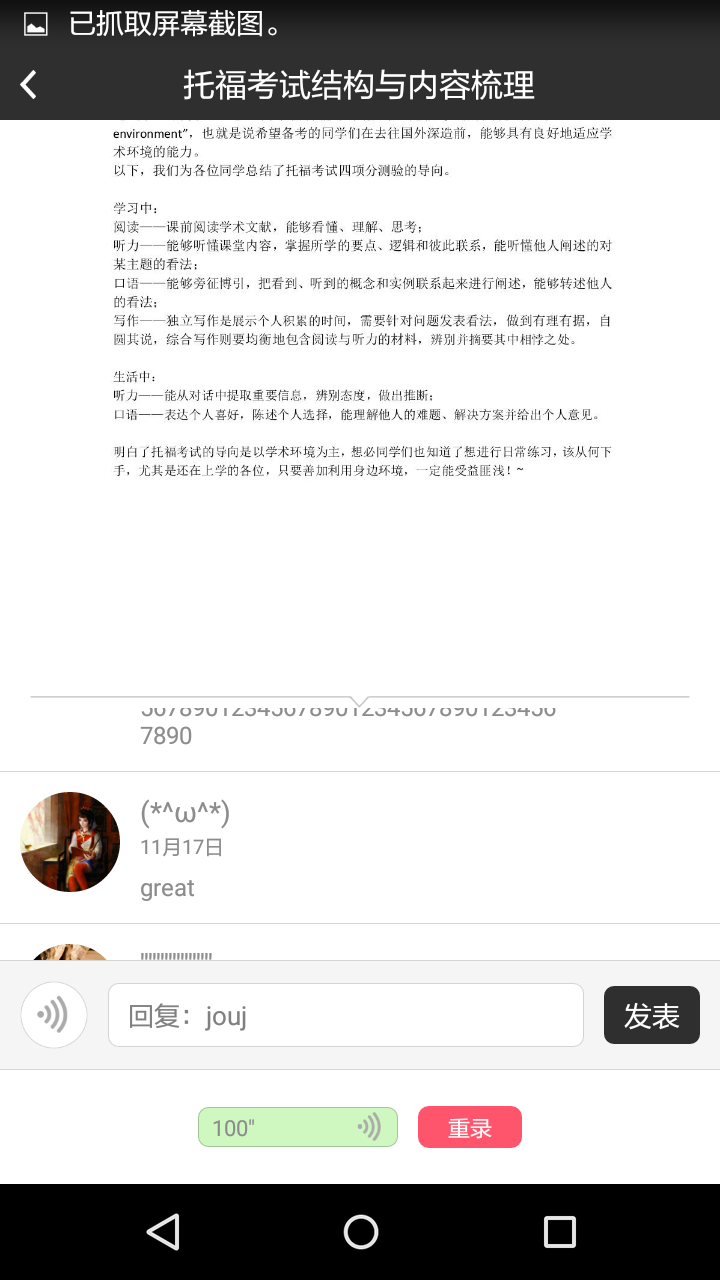 已抓取屏幕截图。
托福考试结构与内容梳理
environment”，也就是说希望备考的同学们在去往国外深造前，能够具有良好地适应学
术环境的能力。
以下，我们为各位同学总结了托福考试四项分测验的导向。
学习中：
阅读——课前阅读学术文献，能够看懂、理解、思考；
听力——能够听懂课堂内容，掌握所学的要点、逻辑和彼此联系，能听懂他人阐述的对
某主题的看法；
口语——能够旁征博引，把看到、听到的概念和实例联系起来进行阐述，能够转述他人
的看法；
写作——独立写作是展示个人积累的时间，需要针对问题发表看法，做到有理有据，自
圆其说，综合写作则要均衡地包含阅读与听力的材料，辨别并摘要其中相悖之处。
生活中：
听力——能从对话中提取重要信息，辨别态度，做出推断；
口语——表达个人喜好，陈述个人选择，能理解他人的难题、解决方案并给出个人意见。
明白了托福考试的导向是以学术环境为主，想必同学们也知道了想进行日常练习，该从何下
手，尤其是还在上学的各位，只要善加利用身边环境，一定能受益匪浅！~
56789012345678901234567890123456
7890
(*^ω^*)
11月17日
great
回复：jouj
发表
100"
重录